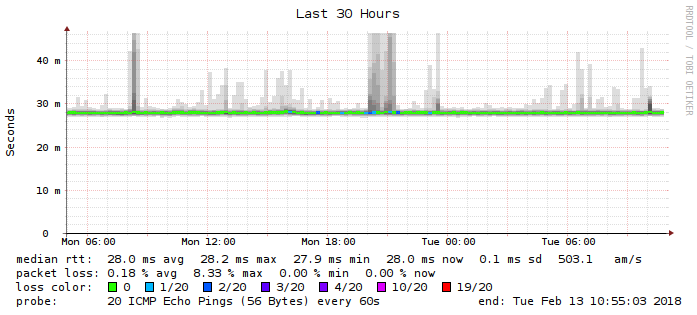 Last 30 Hours
RRDTOOL / TOBI OETIKER
Seconds
40 m
30 m
20 m
10 m
0
Mon 06:00 Mon 12:00 Mon 18:00 Tue 00:00 Tue 06:00
median rtt: 28.0 ms avg 28.2 ms max 27.9 ms min 28.0 ms now 0.1 ms sd 503.1 am/s
packet loss: 0.18 % avg 8.33 % max 0.00 % min 0.00 % now
loss color: 0 1/20 2/20 3/20 4/20 10/20 19/20
probe: 20 ICMP Echo Pings (56 Bytes) every 60s end: Tue Feb 13 10:55:03 2018